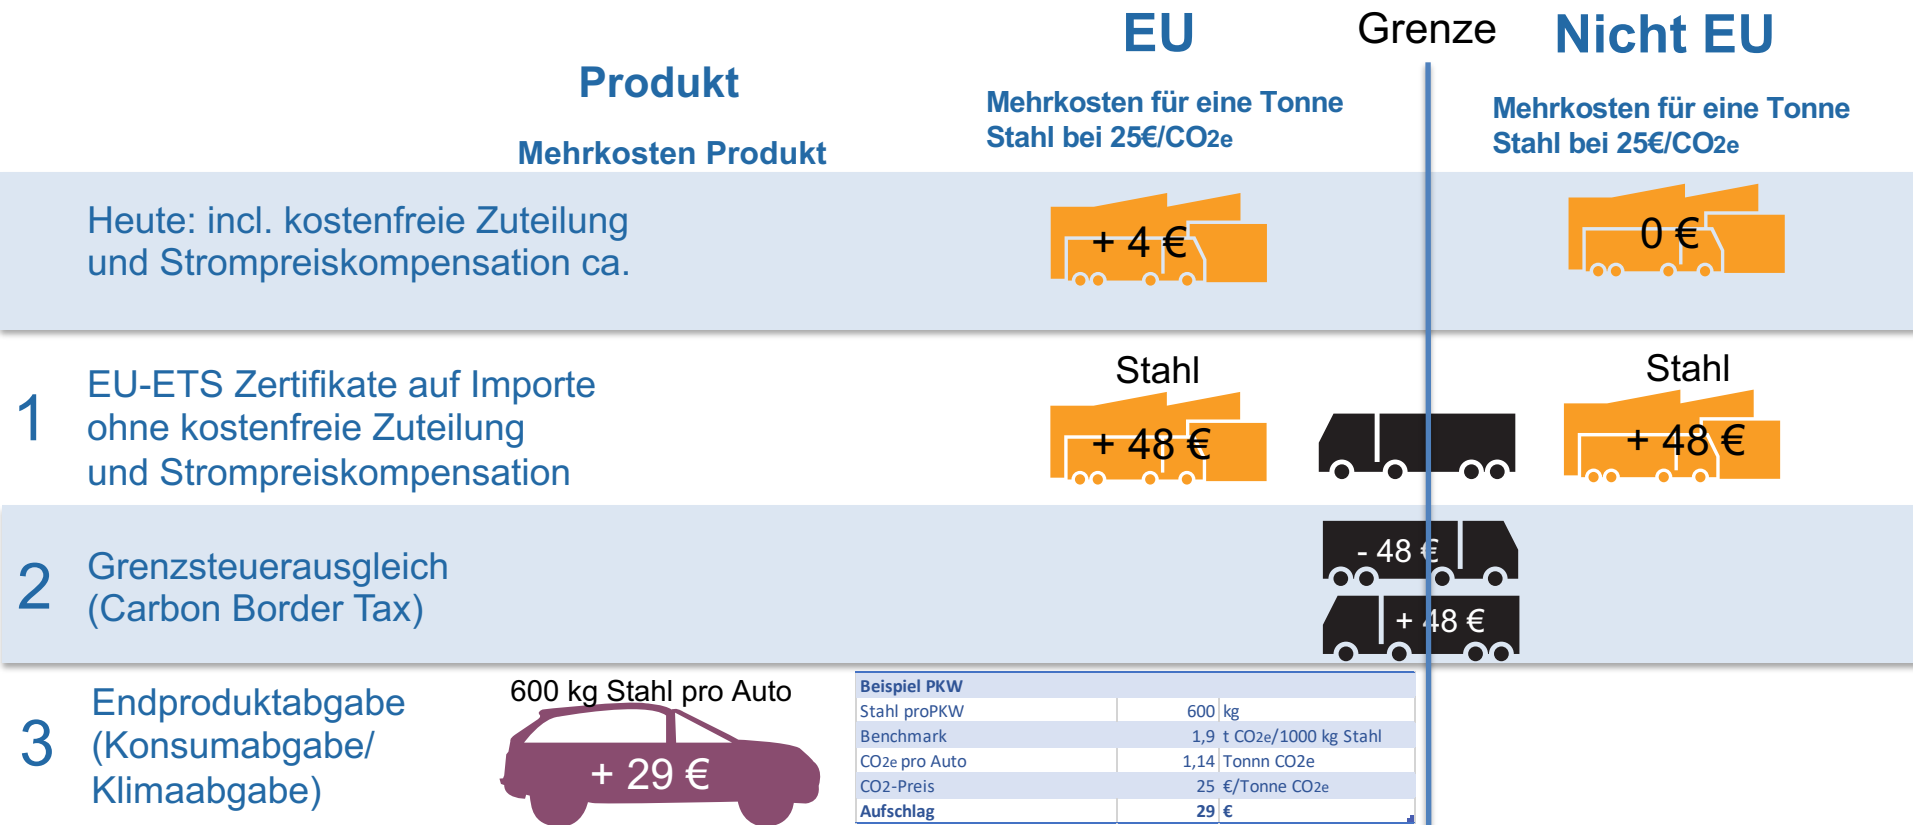 EU
Grenze
Nicht EU
Produkt
Mehrkosten Produkt
Mehrkosten für eine Tonne
Stahl bei 25€/CO2e
Mehrkosten für eine Tonne
Stahl bei 25€/CO2e
Heute: incl. kostenfreie Zuteilung
und Strompreiskompensation ca.
+ 4 €
0 €
1
EU-ETS Zertifikate auf Importe
ohne kostenfreie Zuteilung
und Strompreiskompensation
Stahl
+ 48 €
Stahl
+ 48 €
2
Grenzsteuerausgleich
(Carbon Border Tax)
- 48 €
+ 48 €
3
Endproduktabgabe
(Konsumabgabe/
Klimaabgabe)
600 kg Stahl pro Auto
+ 29 €
Beispiel PKW
Stahl proPKW 600 kg
Benchmark 1,9 t CO2e/1000 kg Stahl
CO2e pro Auto 1,14 Tonnn CO2e
CO2-Preis 25 €/Tonne CO2e
Aufschlag 29 €